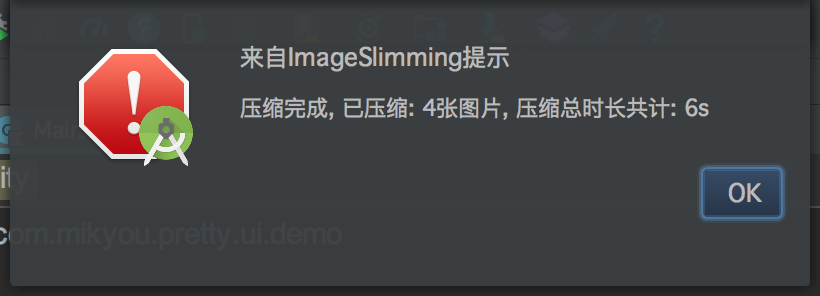 来自ImageSlimming提示
压缩完成, 已压缩: 4张图片, 压缩总时长共计: 6s
Main
ity
OK
com.mikyou.pretty.ui.demo